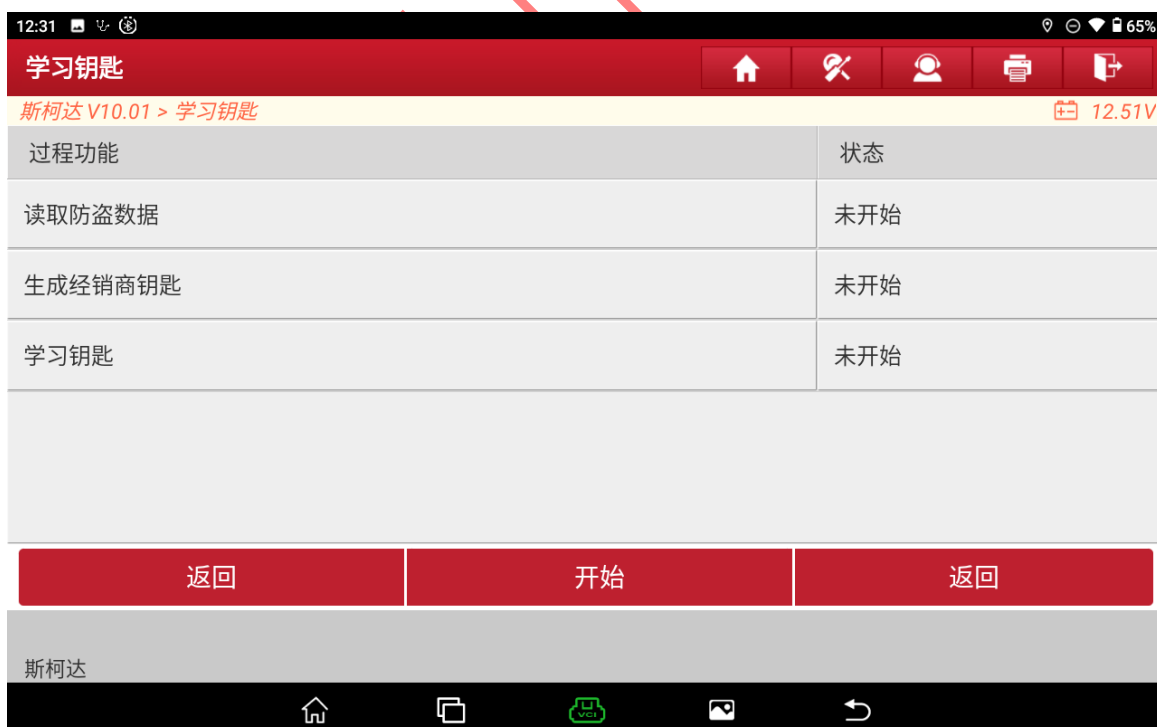 12:31 65%
学习钥匙
斯柯达 V10.01 > 学习钥匙 12.51V
过程功能 状态
读取防盗数据 未开始
生成经销商钥匙 未开始
学习钥匙 未开始
返回 开始 返回
斯柯达
VCI